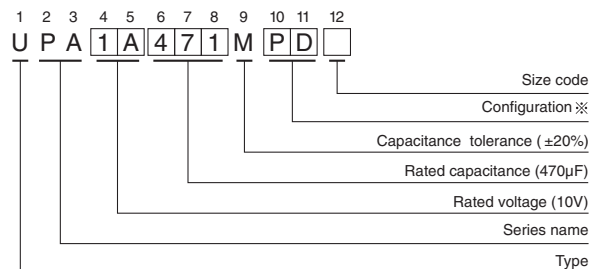 1 2 3 4 5 6 7 8 9 10 11 12
U P A 1 A 4 7 1 M P D
Size code
Configuration ※
Capacitance tolerance ( ±20%)
Rated capacitance (470µF)
Rated voltage (10V)
Series name
Type